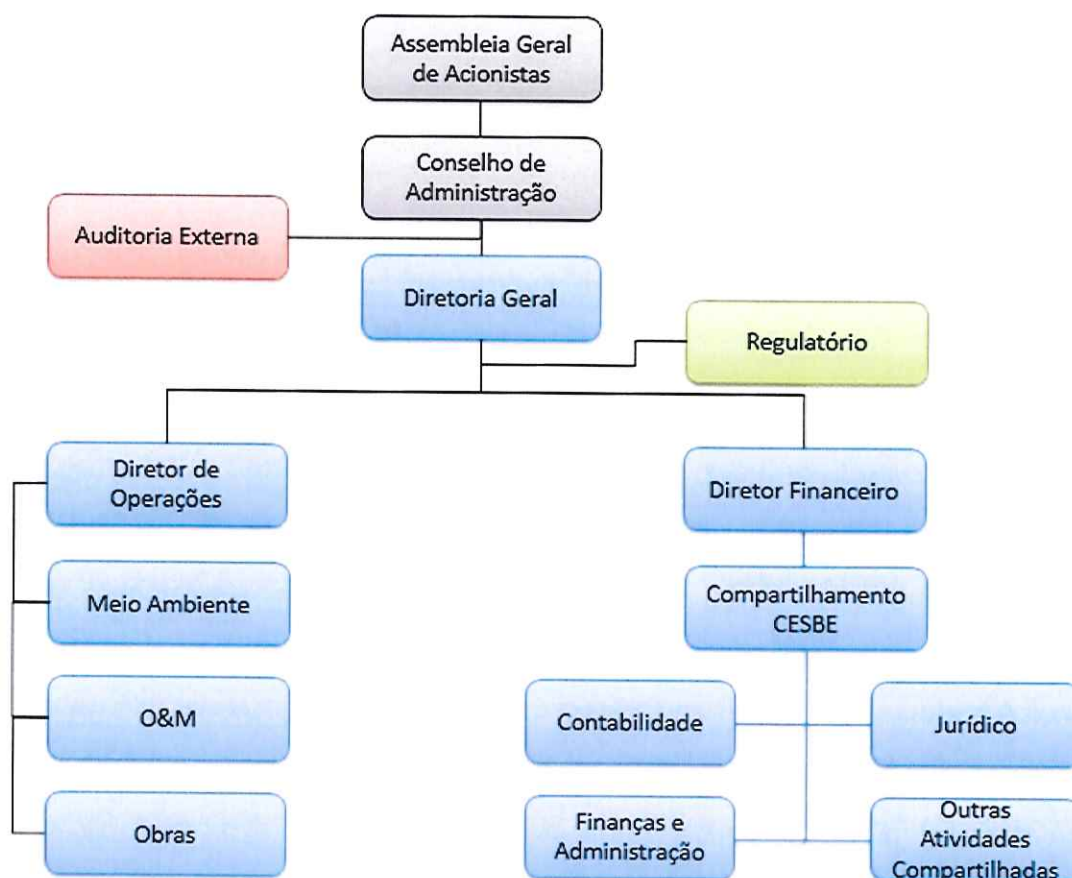 Assembleia Geral
de Acionistas
Conselho de
Administração
Auditoria Externa
Diretoria Geral
Regulatório
Diretor de
Operações
Diretor Financeiro
Meio Ambiente
Compartilhamento
CESBE
O&M
Contabilidade
Jurídico
Obras
Finanças e
Administração
Outras
Atividades
Compartilhadas